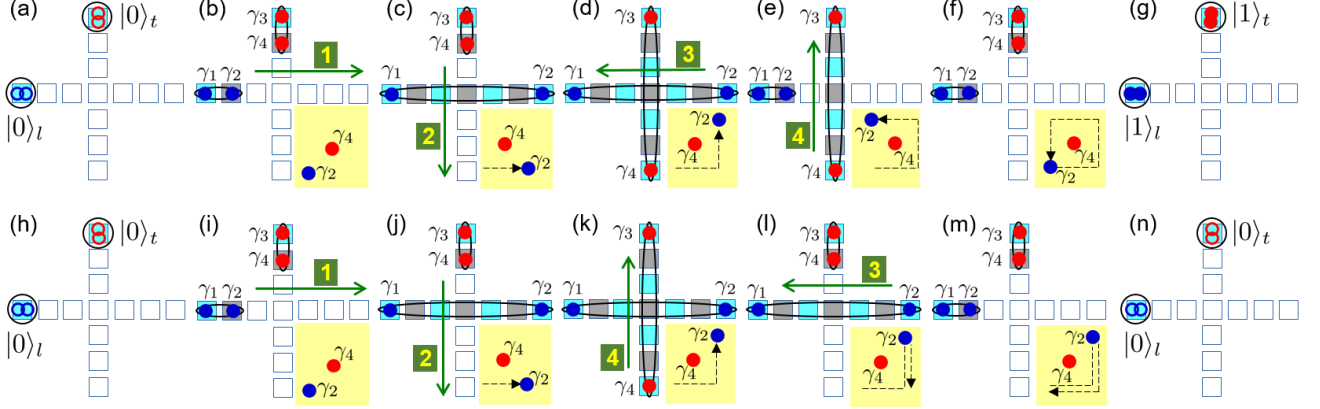 (a) (b) (c) (d) (e) (f) (g)
|0⟩t γ3 γ3 γ3 γ3 γ3 |1⟩t
γ4 γ4 γ4
1 3
γ1 γ2 γ1 γ2 γ1 γ2 γ1 γ2 γ1 γ2
2 4
|0⟩l γ4 γ4 γ2 γ4 γ2 γ4 |1⟩l
γ2 γ2 γ4 γ4 γ2
(h) (i) (j) (k) (l) (m) (n)
|0⟩t γ3 γ3 γ3 γ3 γ3 |0⟩t
γ4 γ4 γ4 γ4
1 3
γ1 γ2 γ1 γ2 γ1 γ2 γ1 γ2 γ1 γ2
2 4
|0⟩l γ4 γ4 γ2 γ2 γ2 |0⟩l
γ2 γ2 γ4 γ4 γ4 γ4